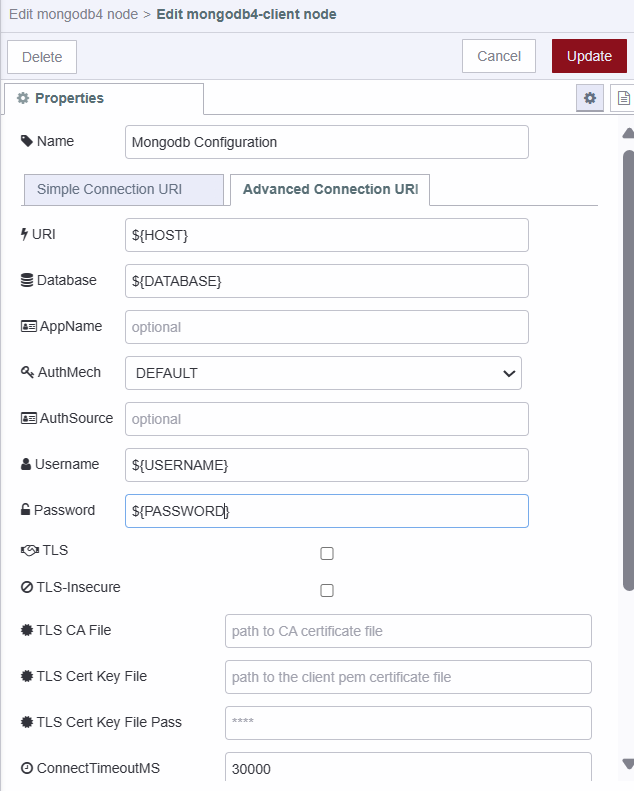 Edit mongodb4 node > Edit mongodb4-client node
Delete Cancel Update
Properties
Name Mongodb Configuration
Simple Connection URI Advanced Connection URI
URI ${HOST}
Database ${DATABASE}
AppName optional
AuthMech DEFAULT
AuthSource optional
Username ${USERNAME}
Password ${PASSWORD}
TLS
TLS-Insecure
TLS CA File path to CA certificate file
TLS Cert Key File path to the client pem certificate file
TLS Cert Key File Pass ****
ConnectTimeoutMS 30000